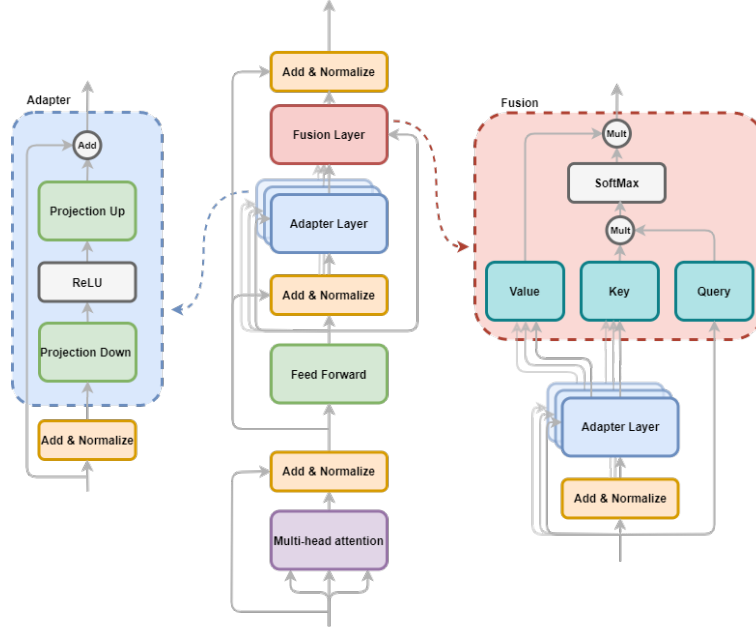 Adapter
Add
Projection Up
ReLU
Projection Down
Add & Normalize
Add & Normalize
Fusion Layer
Adapter Layer
Add & Normalize
Feed Forward
Add & Normalize
Multi-head attention
Fusion
Mult
SoftMax
Mult
Value
Key
Query
Adapter Layer
Add & Normalize